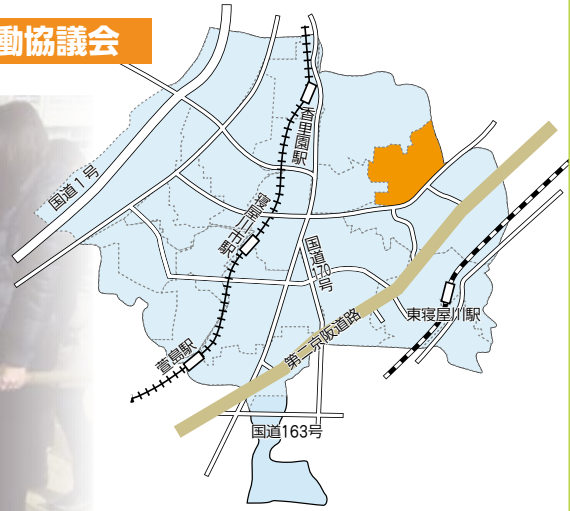 動協議会
香里園駅
国道1号
寝屋川市駅
国道170号
東寝屋川駅
第二京阪道路
萱島駅
国道163号